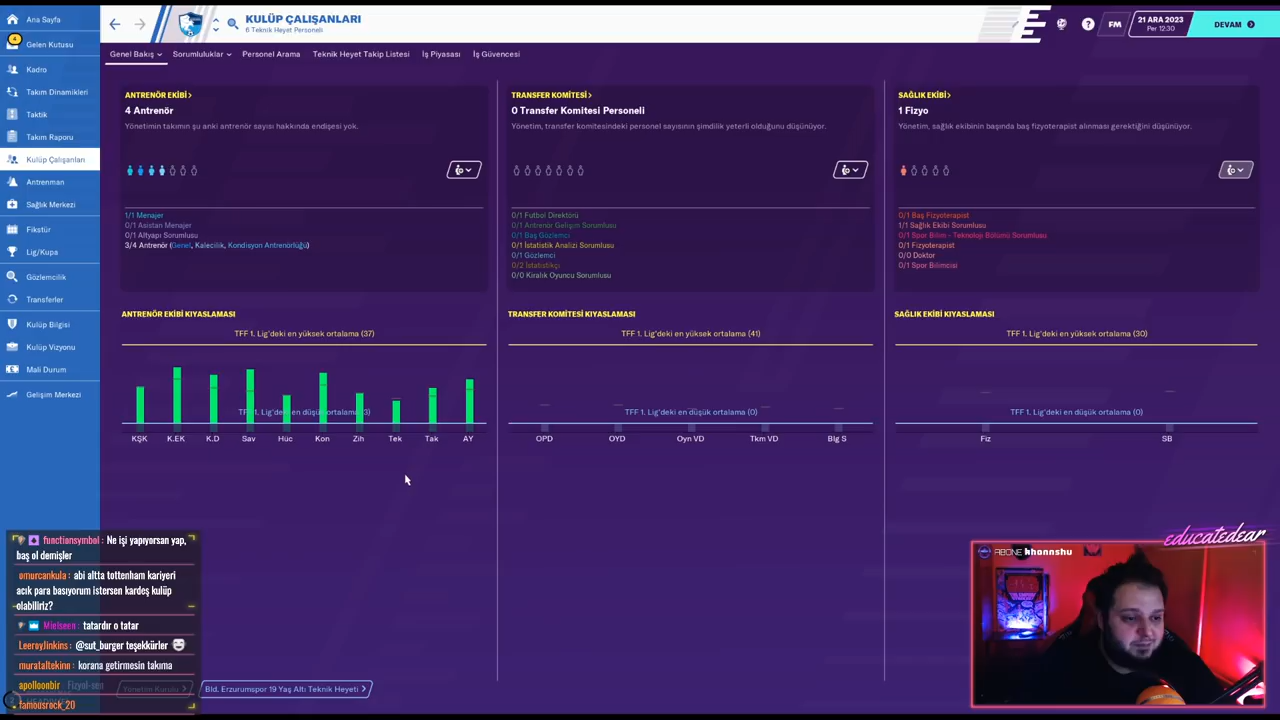 Ana Sayfa
4
Gelen Kutusu
Kadro
Takım Dinamikleri
Taktik
Takım Raporu
Kulüp Çalışanları
Antrenman
Sağlık Merkezi
Fikstür
Lig/Kupa
Gözlemcilik
Transferler
Kulüp Bilgisi
Kulüp Vizyonu
Mali Durum
Gelişim Merkezi
KULÜP ÇALIŞANLARI
6 Teknik Heyet Personeli
FM
21 ARA 2023
Per 12:30
DEVAM
Genel Bakış
Sorumluluklar
Personel Arama
Teknik Heyet Takip Listesi
İş Piyasası
İş Güvencesi
ANTRENÖR EKİBİ>
4 Antrenör
Yönetimin takımın şu anki antrenör sayısı hakkında endişesi yok.
1/1 Menajer
0/1 Asistan Menajer
0/1 Altyapı Sorumlusu
3/4 Antrenör (Genel, Kalecilik, Kondisyon Antrenörlüğü)
TRANSFER KOMİTESİ>
0 Transfer Komitesi Personeli
Yönetim, transfer komitesindeki personel sayısının şimdilik yeterli olduğunu düşünüyor.
0/1 Futbol Direktörü
0/1 Antrenör Gelişim Sorumlusu
0/1 Baş Gözlemci
0/1 İstatistik Analizi Sorumlusu
0/1 Gözlemci
0/2 İstatistikçi
0/0 Kiralık Oyuncu Sorumlusu
SAĞLIK EKİBİ>
1 Fizyo
Yönetim, sağlık ekibinin başında baş fizyoterapist alınması gerektiğini düşünüyor.
0/1 Baş Fizyoterapist
1/1 Sağlık Ekibi Sorumlusu
0/1 Spor Bilim - Teknoloji Bölümü Sorumlusu
0/1 Fizyoterapist
0/0 Doktor
0/1 Spor Bilimcisi
ANTRENÖR EKİBİ KIYASLAMASI
TFF 1. Lig'deki en yüksek ortalama (37)
TFF 1. Lig'deki en düşük ortalama (3)
KŞK K.EK K.D Sav Hüc Kon Zih Tek Tak AY
TRANSFER KOMİTESİ KIYASLAMASI
TFF 1. Lig'deki en yüksek ortalama (41)
TFF 1. Lig'deki en düşük ortalama (0)
OPD OYD Oyn VD Tkm VD Blg S
SAĞLIK EKİBİ KIYASLAMASI
TFF 1. Lig'deki en yüksek ortalama (30)
TFF 1. Lig'deki en düşük ortalama (0)
Fiz SB
functionsymbol: Ne işi yapıyorsan yap,
baş ol demişler
omurcankula: abi altta tottenham kariyeri
acık para basıyorum istersen kardeş kulüp
olabiliriz?
Mielseen: tatardır o tatar
LeeroyJinkins: @sut_burger teşekkürler
murataltekinn: korana getirmesin takıma
apolloonbir: Fizyol-sen
famousrock_20
Yönetim Kurulu >
Bld. Erzurumspor 19 Yaş Altı Teknik Heyeti >
educatedear
ABONE khonnshu